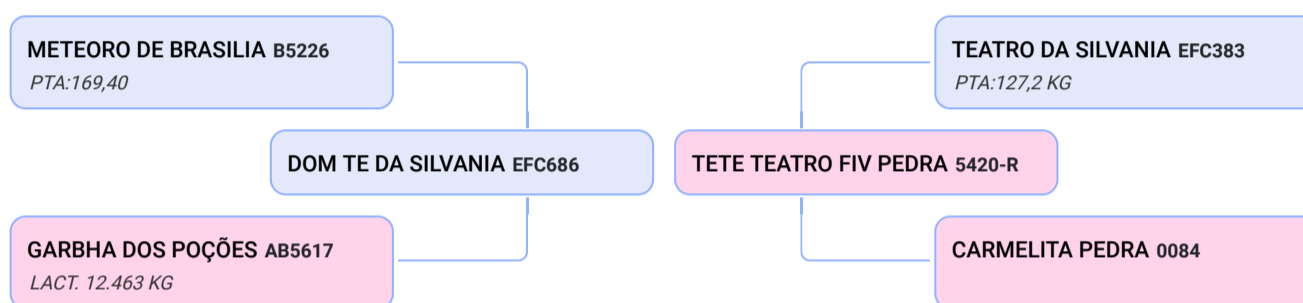 METEORO DE BRASILIA B5226
PTA:169,40
TEATRO DA SILVANIA EFC383
PTA:127,2 KG
DOM TE DA SILVANIA EFC686
TETE TEATRO FIV PEDRA 5420-R
GARBHA DOS POÇÕES AB5617
LACT. 12.463 KG
CARMELITA PEDRA 0084